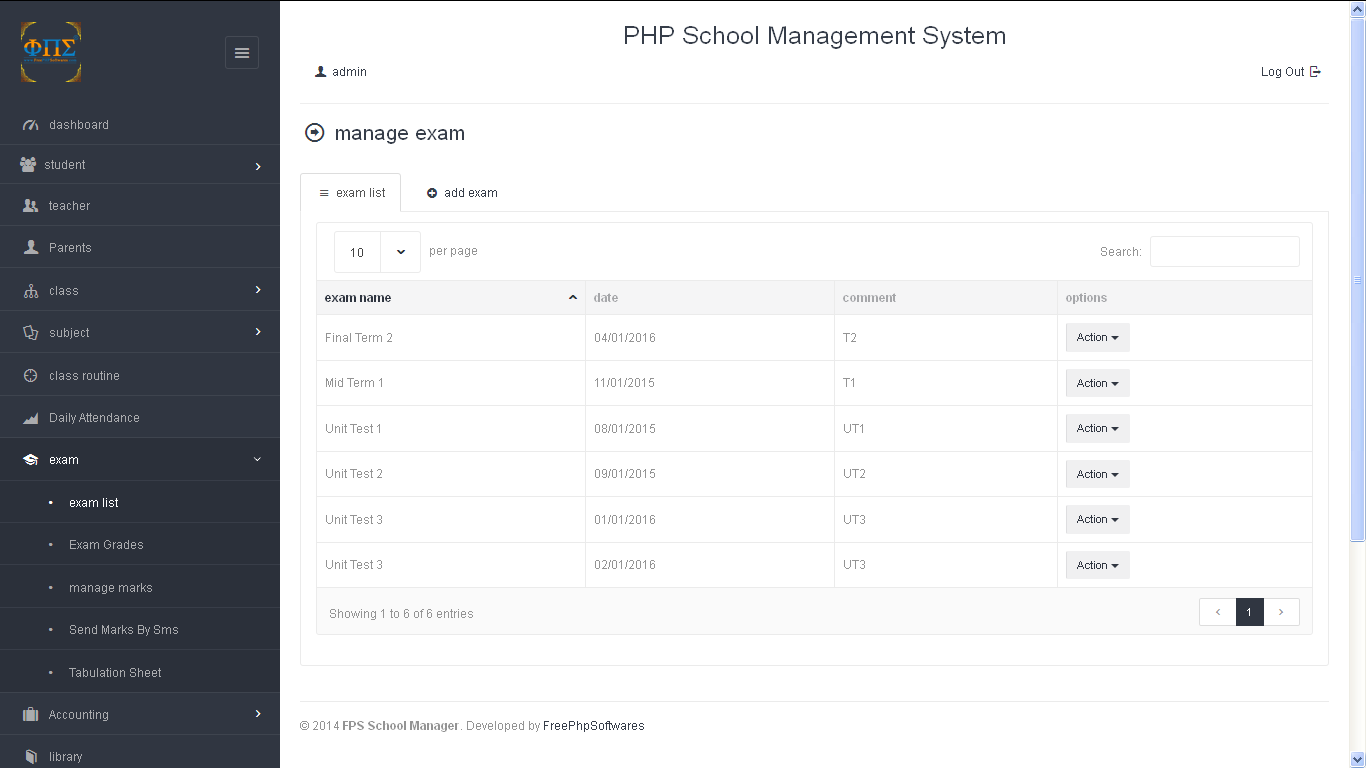 ΦΠΣ
PHP School Management System
admin
Log Out
dashboard
student
teacher
Parents
class
subject
class routine
Daily Attendance
exam
exam list
Exam Grades
manage marks
Send Marks By Sms
Tabulation Sheet
Accounting
library
manage exam
exam list add exam
10 per page Search:
exam name date comment options
Final Term 2 04/01/2016 T2 Action
Mid Term 1 11/01/2015 T1 Action
Unit Test 1 08/01/2015 UT1 Action
Unit Test 2 09/01/2015 UT2 Action
Unit Test 3 01/01/2016 UT3 Action
Unit Test 3 02/01/2016 UT3 Action
Showing 1 to 6 of 6 entries 1
© 2014 FPS School Manager. Developed by FreePhpSoftwares